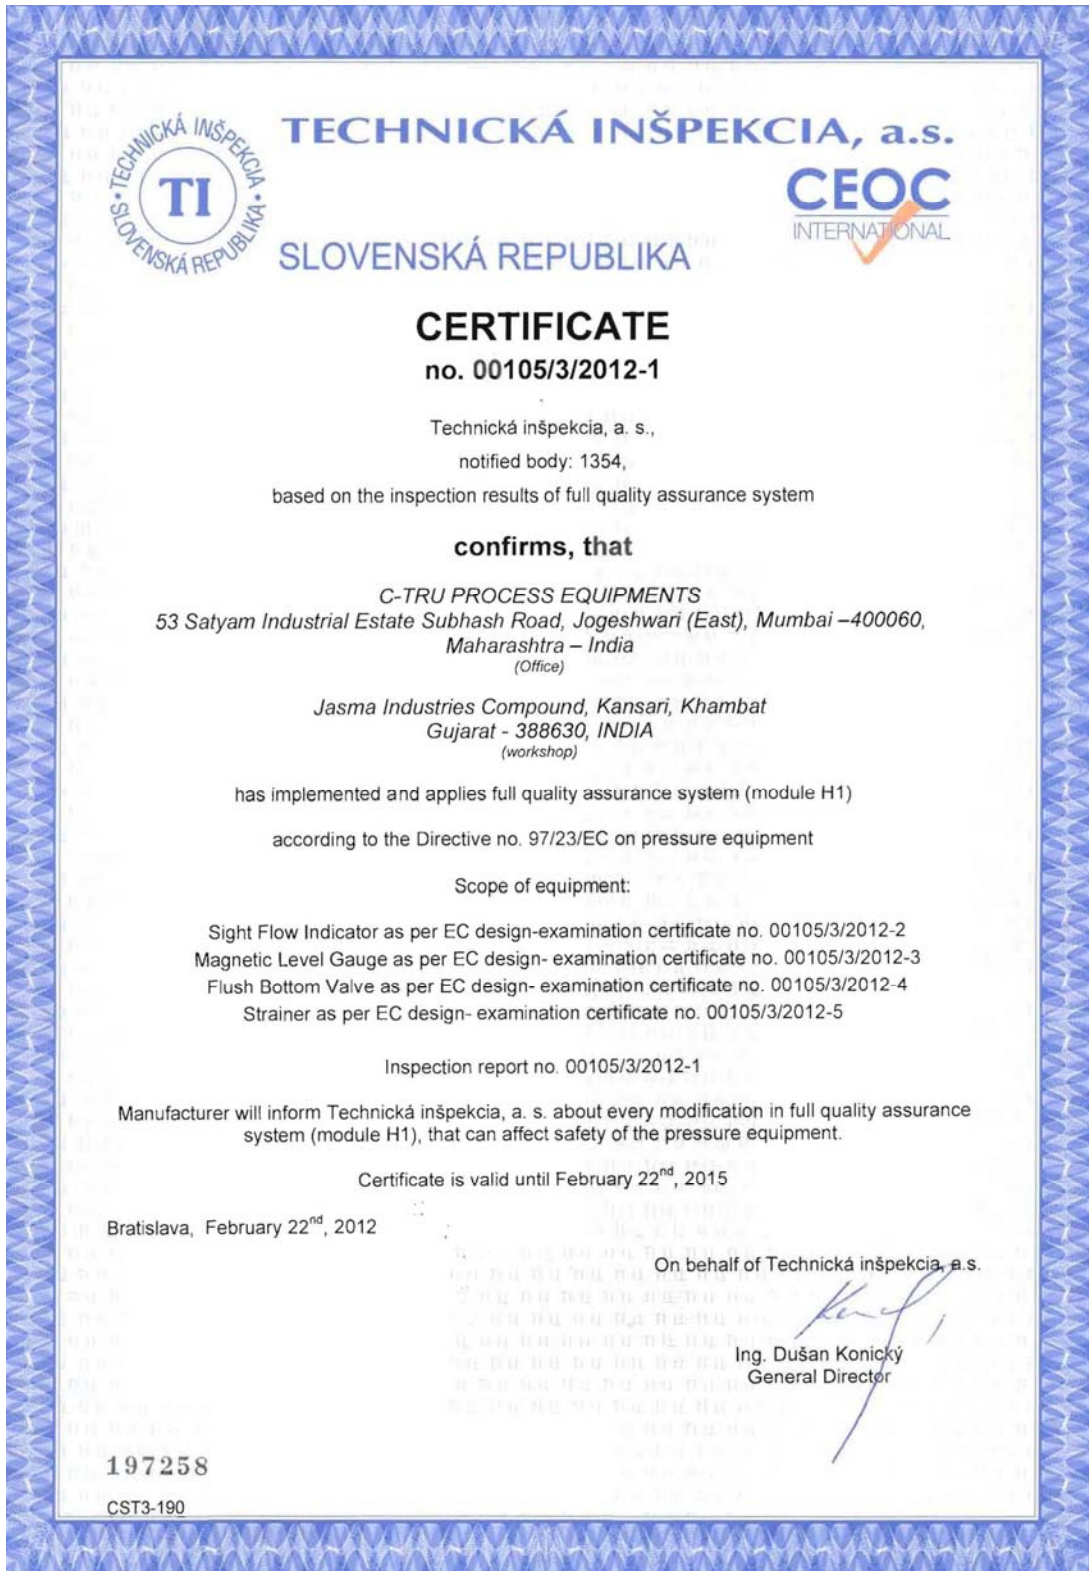 TECHNICKÁ INŠPEKCIA, a.s.
• TECHNICKÁ INŠPEKCIA •
TI
SLOVENSKÁ REPUBLIKA
CEOC
INTERNATIONAL
SLOVENSKÁ REPUBLIKA
CERTIFICATE
no. 00105/3/2012-1
Technická inšpekcia, a. s.,
notified body: 1354,
based on the inspection results of full quality assurance system
confirms, that
C-TRU PROCESS EQUIPMENTS
53 Satyam Industrial Estate Subhash Road, Jogeshwari (East), Mumbai –400060,
Maharashtra – India
(Office)
Jasma Industries Compound, Kansari, Khambat
Gujarat - 388630, INDIA
(workshop)
has implemented and applies full quality assurance system (module H1)
according to the Directive no. 97/23/EC on pressure equipment
Scope of equipment:
Sight Flow Indicator as per EC design-examination certificate no. 00105/3/2012-2
Magnetic Level Gauge as per EC design- examination certificate no. 00105/3/2012-3
Flush Bottom Valve as per EC design- examination certificate no. 00105/3/2012-4
Strainer as per EC design- examination certificate no. 00105/3/2012-5
Inspection report no. 00105/3/2012-1
Manufacturer will inform Technická inšpekcia, a. s. about every modification in full quality assurance
system (module H1), that can affect safety of the pressure equipment.
Certificate is valid until February 22nd, 2015
Bratislava, February 22nd, 2012
On behalf of Technická inšpekcia, a.s.
Ing. Dušan Konický
General Director
197258
CST3-190